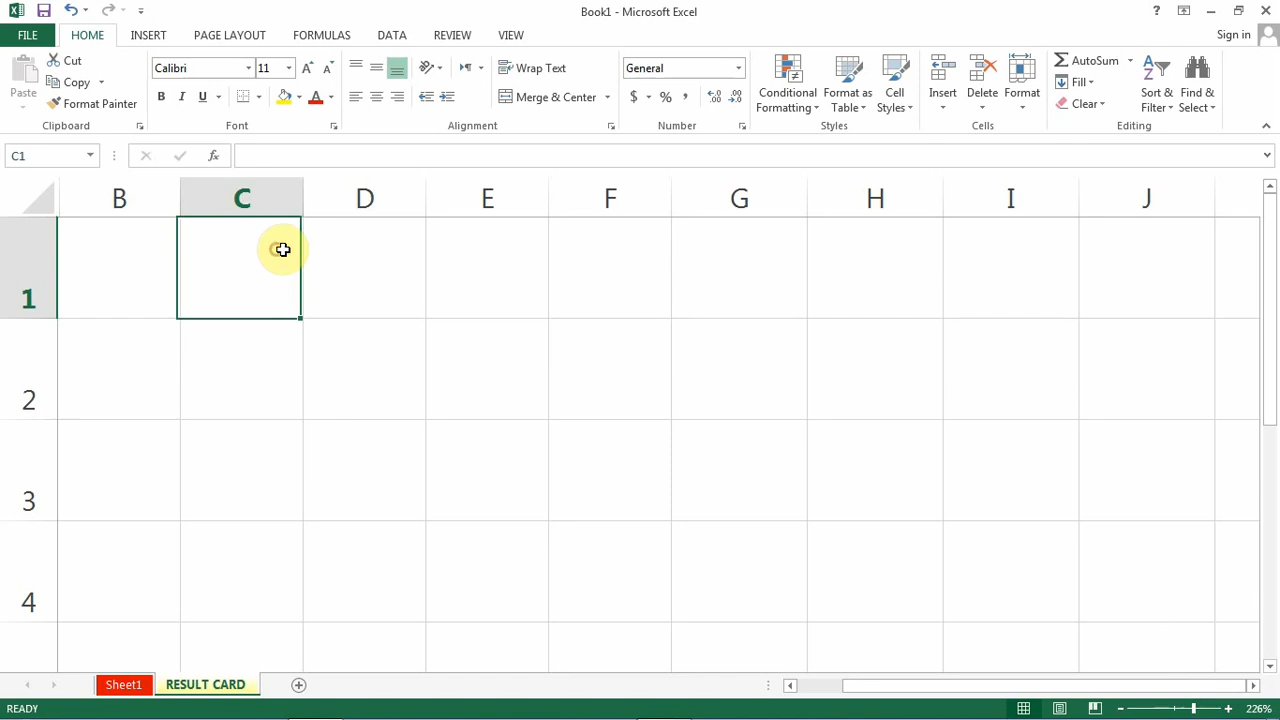 Book1 - Microsoft Excel
?
FILE
HOME
INSERT
PAGE LAYOUT
FORMULAS
DATA
REVIEW
VIEW
Sign in
Paste
Cut
Copy
Format Painter
Clipboard
Calibri
11
B I U
A
Font
Wrap Text
Merge & Center
Alignment
General
$ % ,
Number
Conditional Formatting
Format as Table
Cell Styles
Styles
Insert
Delete
Format
Cells
AutoSum
Fill
Clear
Sort & Filter
Find & Select
Editing
C1
fx
B C D E F G H I J
1
2
3
4
Sheet1
RESULT CARD
READY
226%